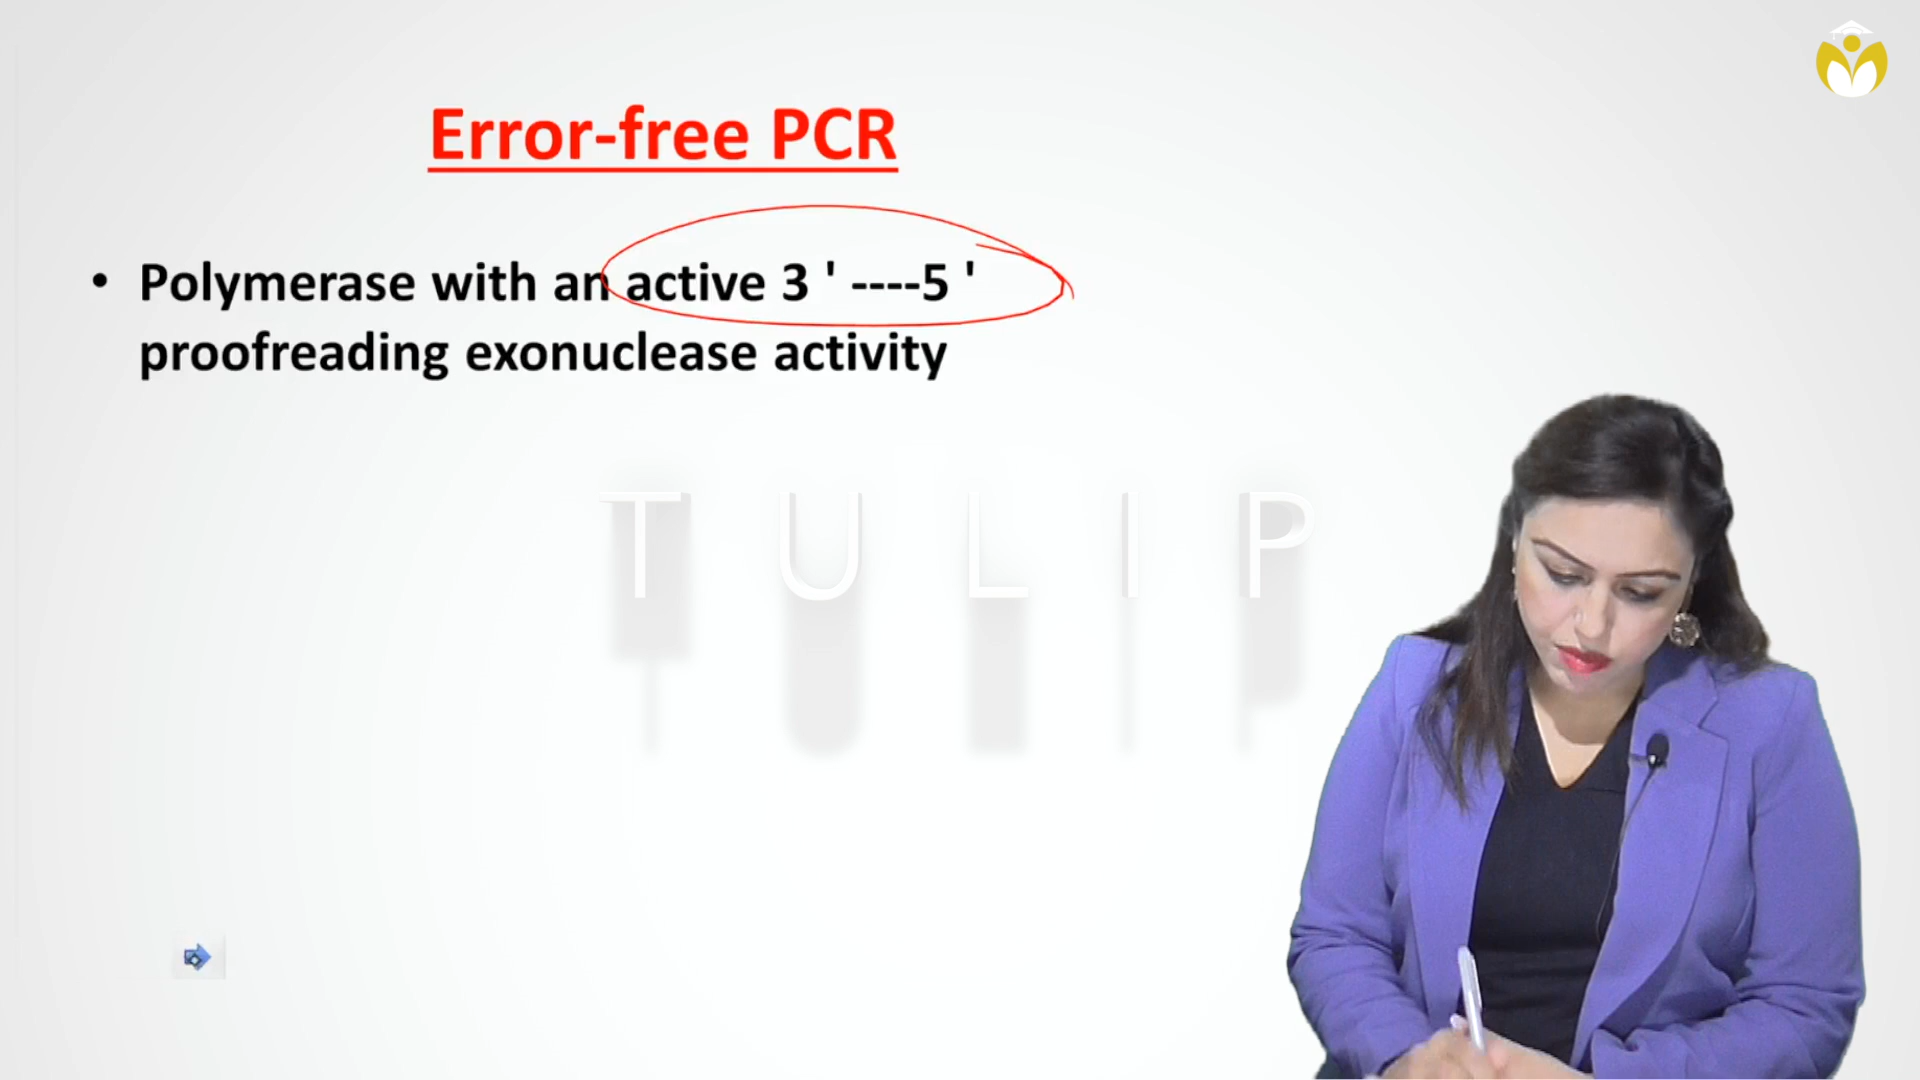 Error-free PCR
• Polymerase with an active 3 ' ----5 '
proofreading exonuclease activity
TULIP